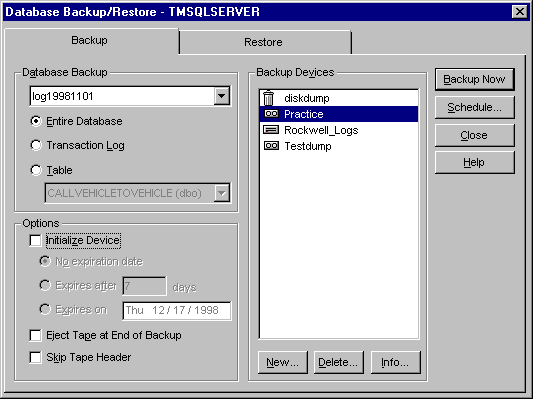 Database Backup/Restore - TMSQLSERVER
Backup
Restore
Database Backup
log19981101
Entire Database
Transaction Log
Table
CALLVEHICLETOVEHICLE (dbo)
Options
Initialize Device
No expiration date
Expires after 7 days
Expires on Thu 12 / 17 / 1998
Eject Tape at End of Backup
Skip Tape Header
Backup Devices
diskdump
Practice
Rockwell_Logs
Testdump
New...
Delete...
Info...
Backup Now
Schedule...
Close
Help